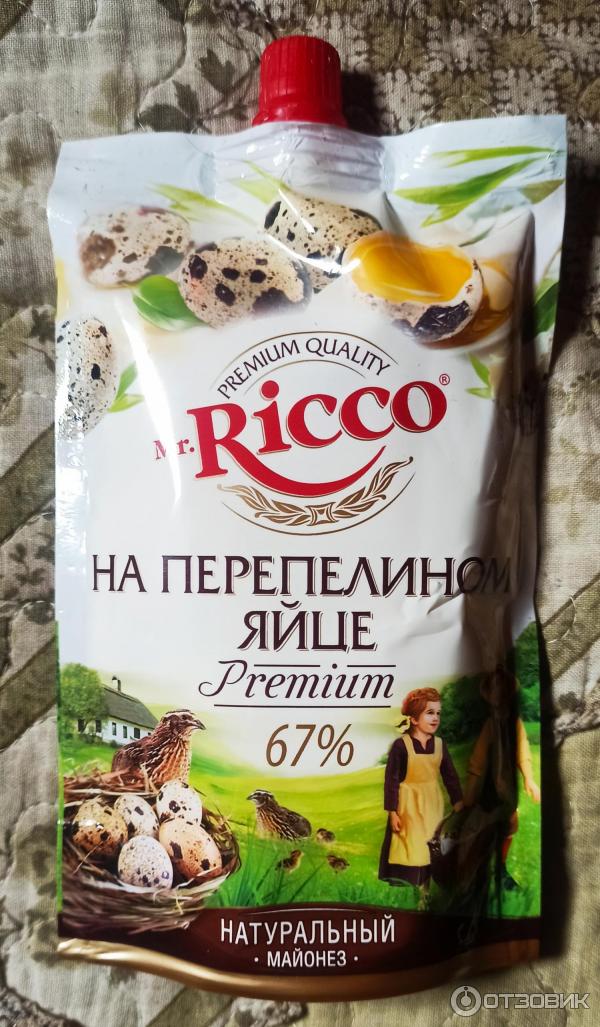 PREMIUM QUALITY
Mr. Ricco®
НА ПЕРЕПЕЛИНОМ
ЯЙЦЕ
Premium
67%
НАТУРАЛЬНЫЙ
• МАЙОНЕЗ •
ОТЗОВИК